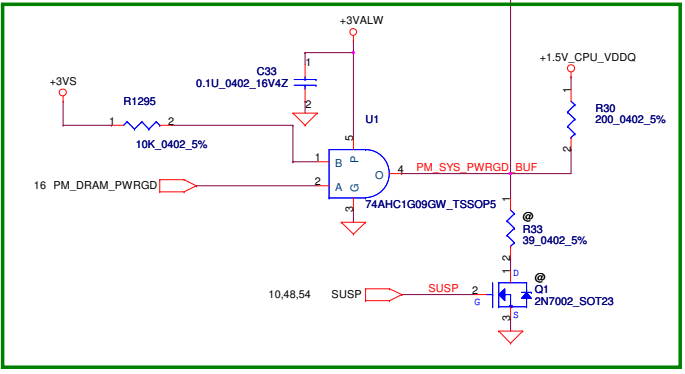 +3VALW
+1.5V_CPU_VDDQ
C33
0.1U_0402_16V4Z
1
2
+3VS
R1295
1
2
10K_0402_5%
U1
5
1
B
P
2
A
G
O
4
3
74AHC1G09GW_TSSOP5
16 PM_DRAM_PWRGD
PM_SYS_PWRGD_BUF
1
R30
200_0402_5%
2
1
@
R33
39_0402_5%
2
1
D
@
Q1
2N7002_SOT23
10,48,54 SUSP
SUSP
2
G
3
S